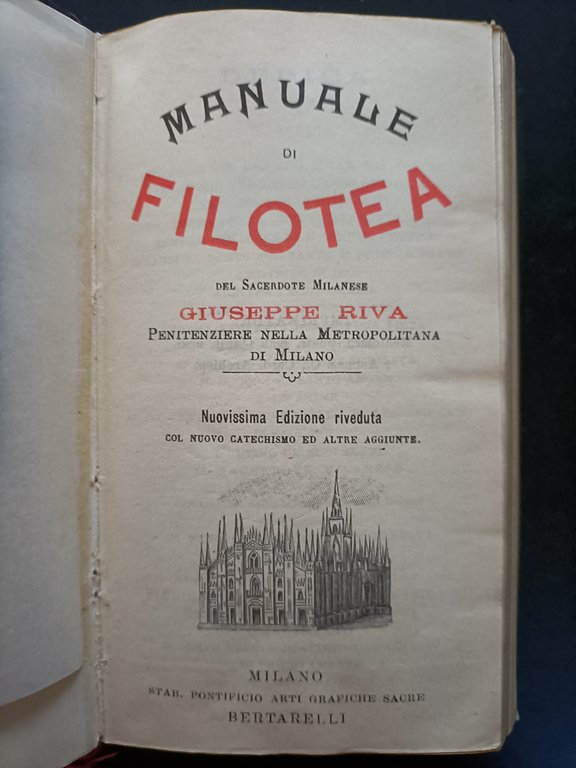 MANUALE
DI
FILOTEA
DEL SACERDOTE MILANESE
GIUSEPPE RIVA
PENITENZIERE NELLA METROPOLITANA
DI MILANO
Nuovissima Edizione riveduta
COL NUOVO CATECHISMO ED ALTRE AGGIUNTE.
MILANO
STAB. PONTIFICIO ARTI GRAFICHE SACRE
BERTARELLI